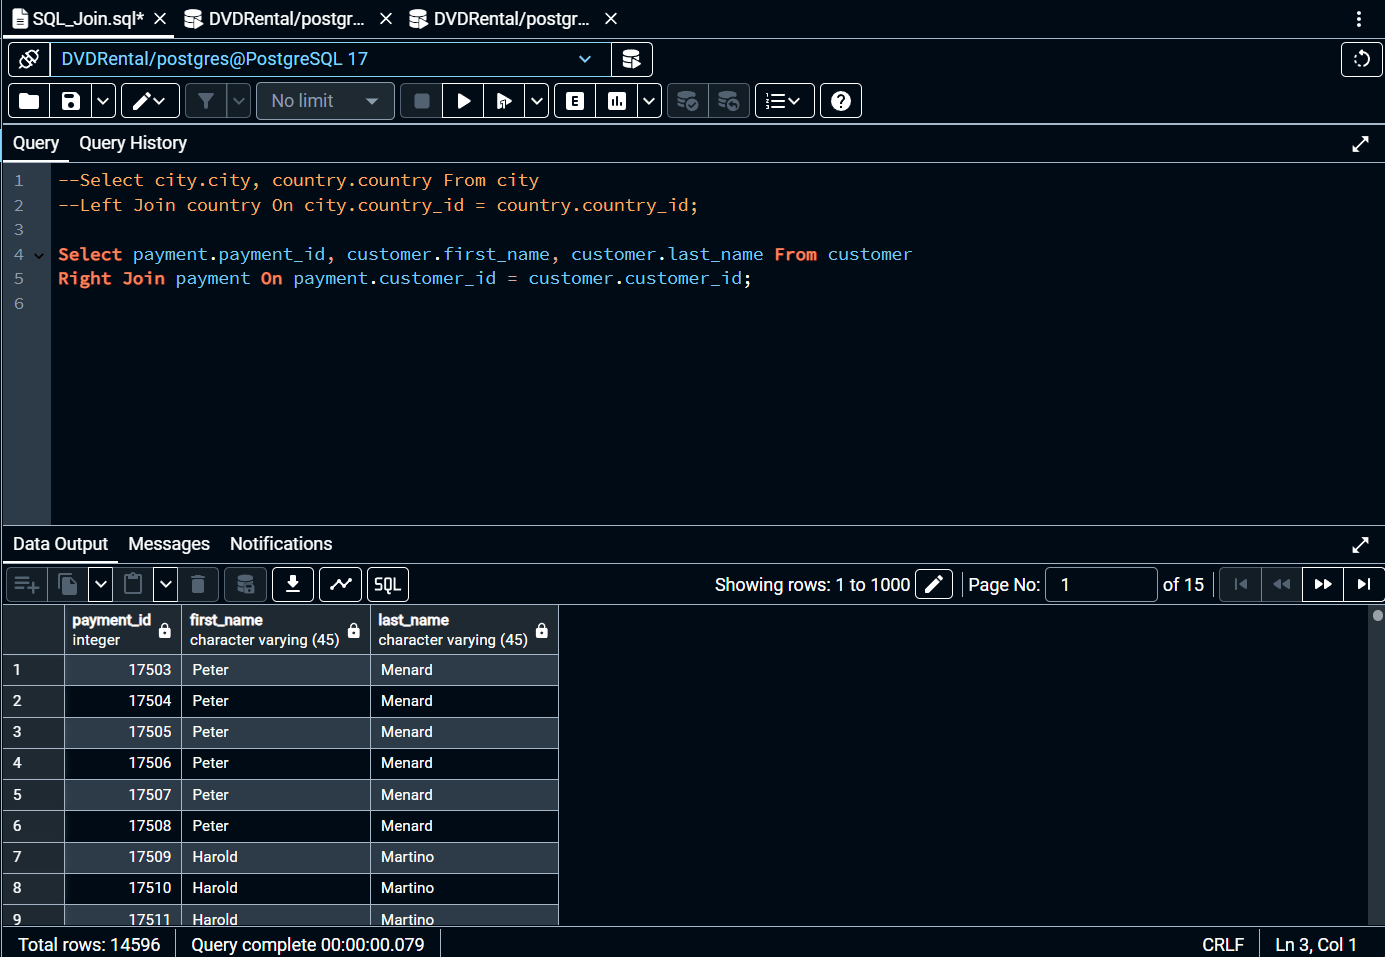 SQL_Join.sql* DVDRental/postgr... DVDRental/postgr...
DVDRental/postgres@PostgreSQL 17
No limit E
Query Query History
1 --Select city.city, country.country From city
2 --Left Join country On city.country_id = country.country_id;
3
4 Select payment.payment_id, customer.first_name, customer.last_name From customer
5 Right Join payment On payment.customer_id = customer.customer_id;
6
Data Output Messages Notifications
SQL Showing rows: 1 to 1000 Page No: 1 of 15
payment_id first_name last_name
integer character varying (45) character varying (45)
1 17503 Peter Menard
2 17504 Peter Menard
3 17505 Peter Menard
4 17506 Peter Menard
5 17507 Peter Menard
6 17508 Peter Menard
7 17509 Harold Martino
8 17510 Harold Martino
9 17511 Harold Martino
Total rows: 14596 Query complete 00:00:00.079 CRLF Ln 3, Col 1